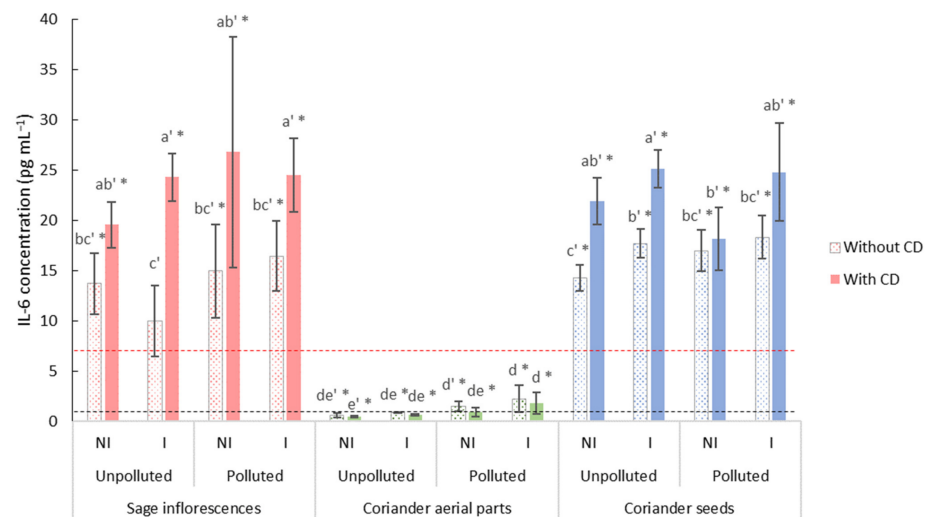 40
35
30
25
20
15
10
5
0
IL-6 concentration (pg mL⁻¹)
bc' *
ab' *
c'
a' *
bc' *
ab' *
bc' *
a' *
de' *
e' *
de *
de *
d' *
de *
d *
d *
c' *
ab' *
b' *
a' *
bc' *
b' *
bc' *
ab' *
Without CD
With CD
NI I NI I NI I NI I NI I NI I
Unpolluted Polluted Unpolluted Polluted Unpolluted Polluted
Sage inflorescences Coriander aerial parts Coriander seeds